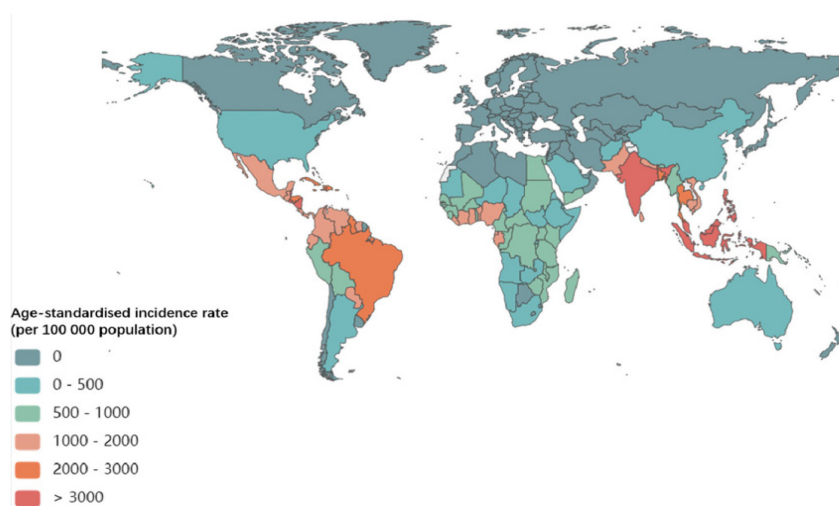 Age-standardised incidence rate
(per 100 000 population)
0
0 - 500
500 - 1000
1000 - 2000
2000 - 3000
> 3000